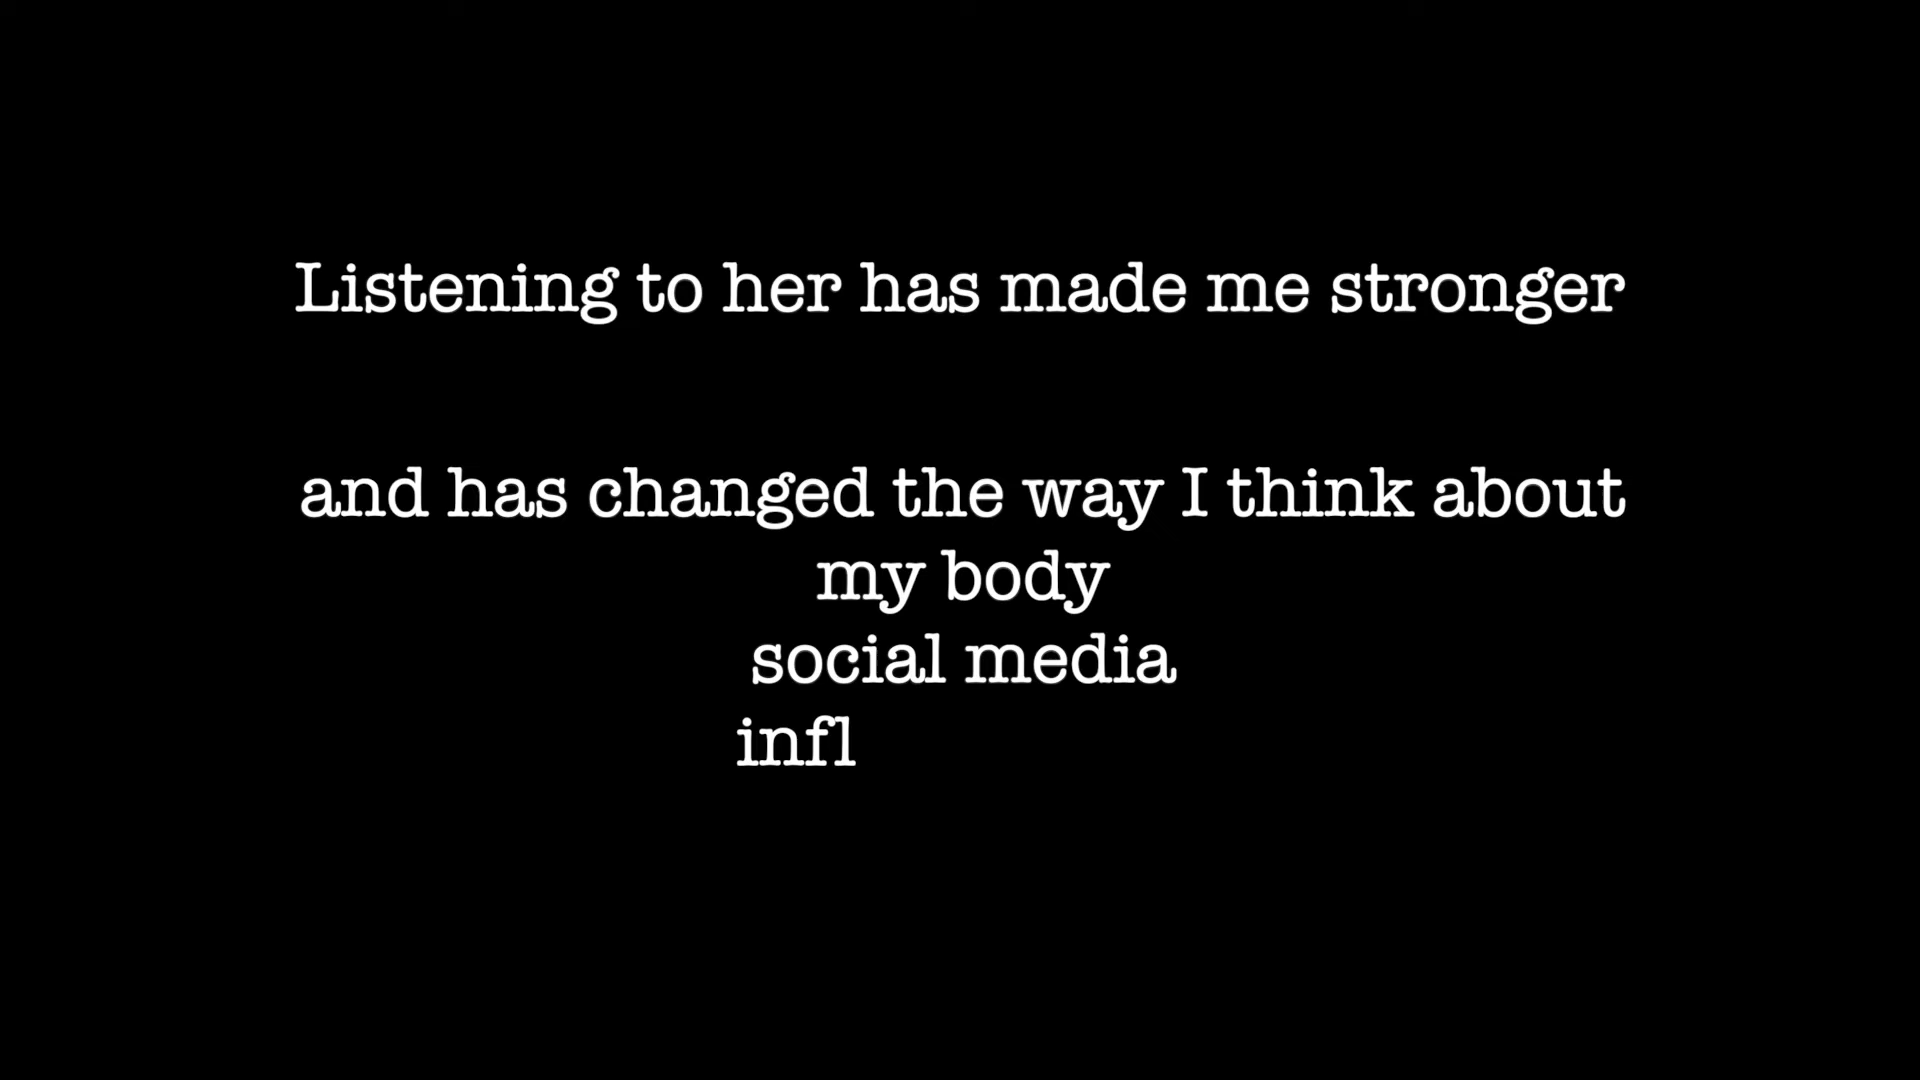 Listening to her has made me stronger
and has changed the way I think about
my body
social media
infl